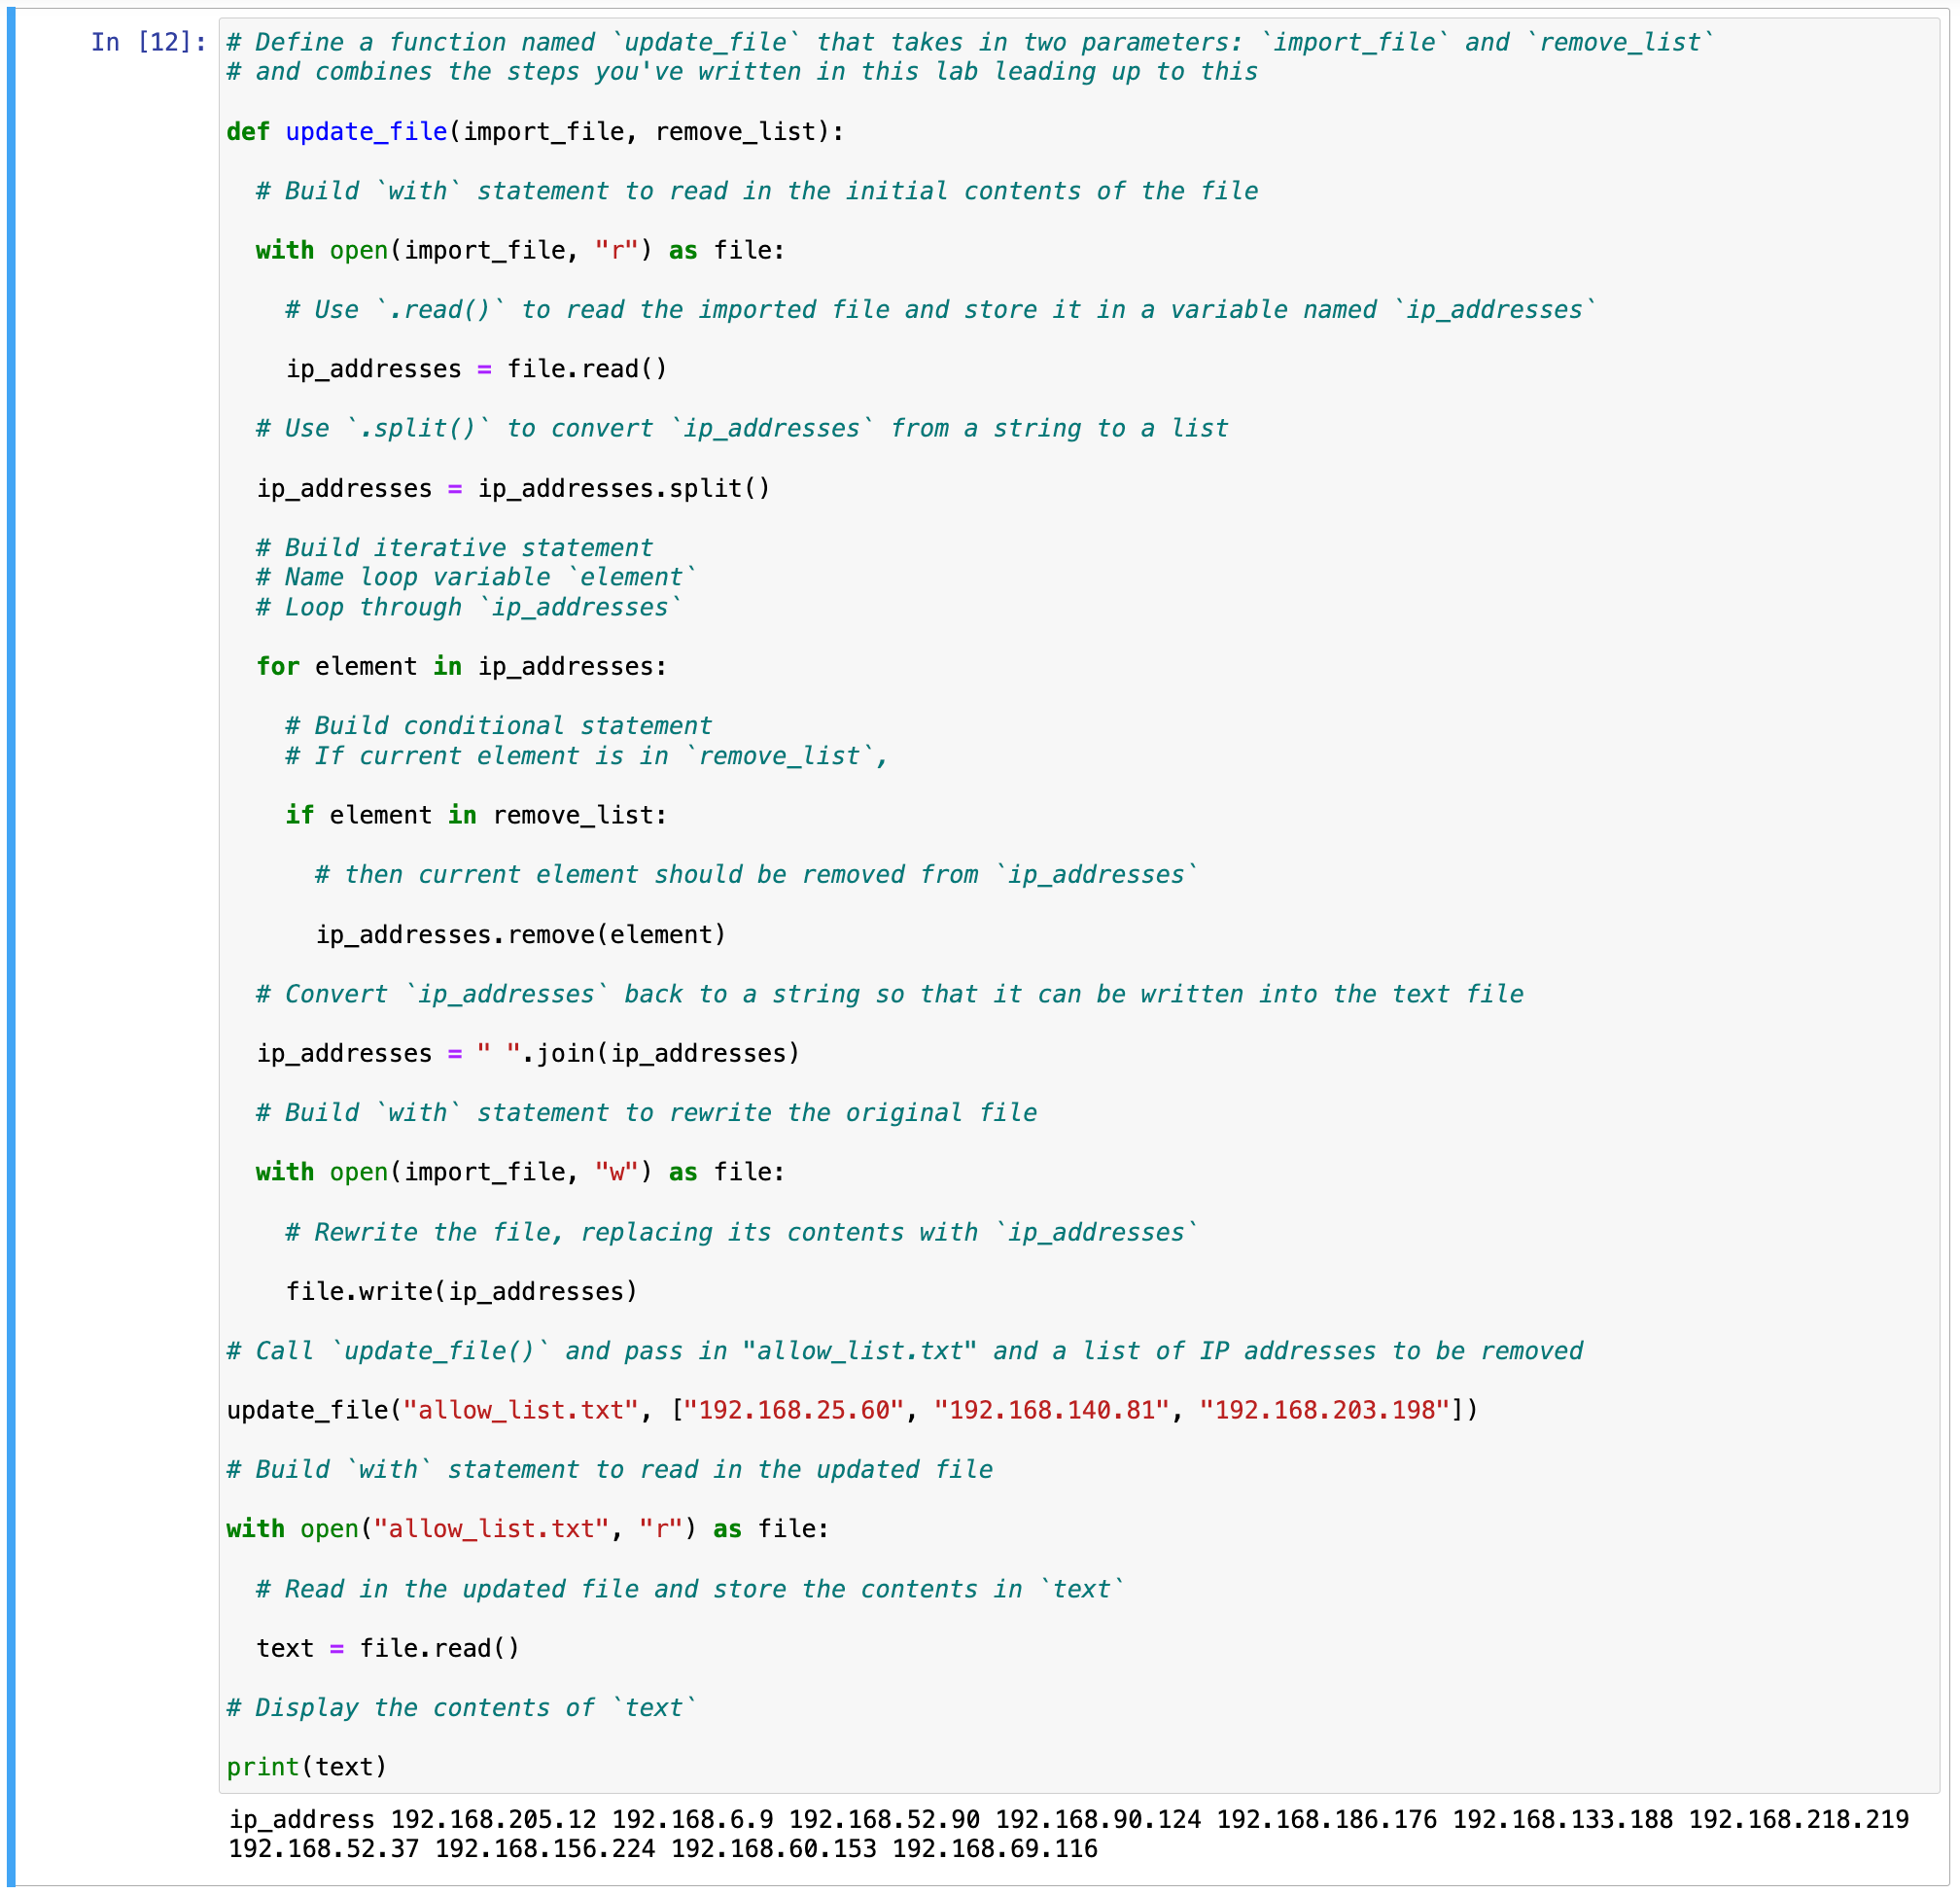 In [12]: # Define a function named `update_file` that takes in two parameters: `import_file` and `remove_list`
# and combines the steps you've written in this lab leading up to this
def update_file(import_file, remove_list):
# Build `with` statement to read in the initial contents of the file
with open(import_file, "r") as file:
# Use `.read()` to read the imported file and store it in a variable named `ip_addresses`
ip_addresses = file.read()
# Use `.split()` to convert `ip_addresses` from a string to a list
ip_addresses = ip_addresses.split()
# Build iterative statement
# Name loop variable `element`
# Loop through `ip_addresses`
for element in ip_addresses:
# Build conditional statement
# If current element is in `remove_list`,
if element in remove_list:
# then current element should be removed from `ip_addresses`
ip_addresses.remove(element)
# Convert `ip_addresses` back to a string so that it can be written into the text file
ip_addresses = " ".join(ip_addresses)
# Build `with` statement to rewrite the original file
with open(import_file, "w") as file:
# Rewrite the file, replacing its contents with `ip_addresses`
file.write(ip_addresses)
# Call `update_file()` and pass in "allow_list.txt" and a list of IP addresses to be removed
update_file("allow_list.txt", ["192.168.25.60", "192.168.140.81", "192.168.203.198"])
# Build `with` statement to read in the updated file
with open("allow_list.txt", "r") as file:
# Read in the updated file and store the contents in `text`
text = file.read()
# Display the contents of `text`
print(text)
ip_address 192.168.205.12 192.168.6.9 192.168.52.90 192.168.90.124 192.168.186.176 192.168.133.188 192.168.218.219
192.168.52.37 192.168.156.224 192.168.60.153 192.168.69.116